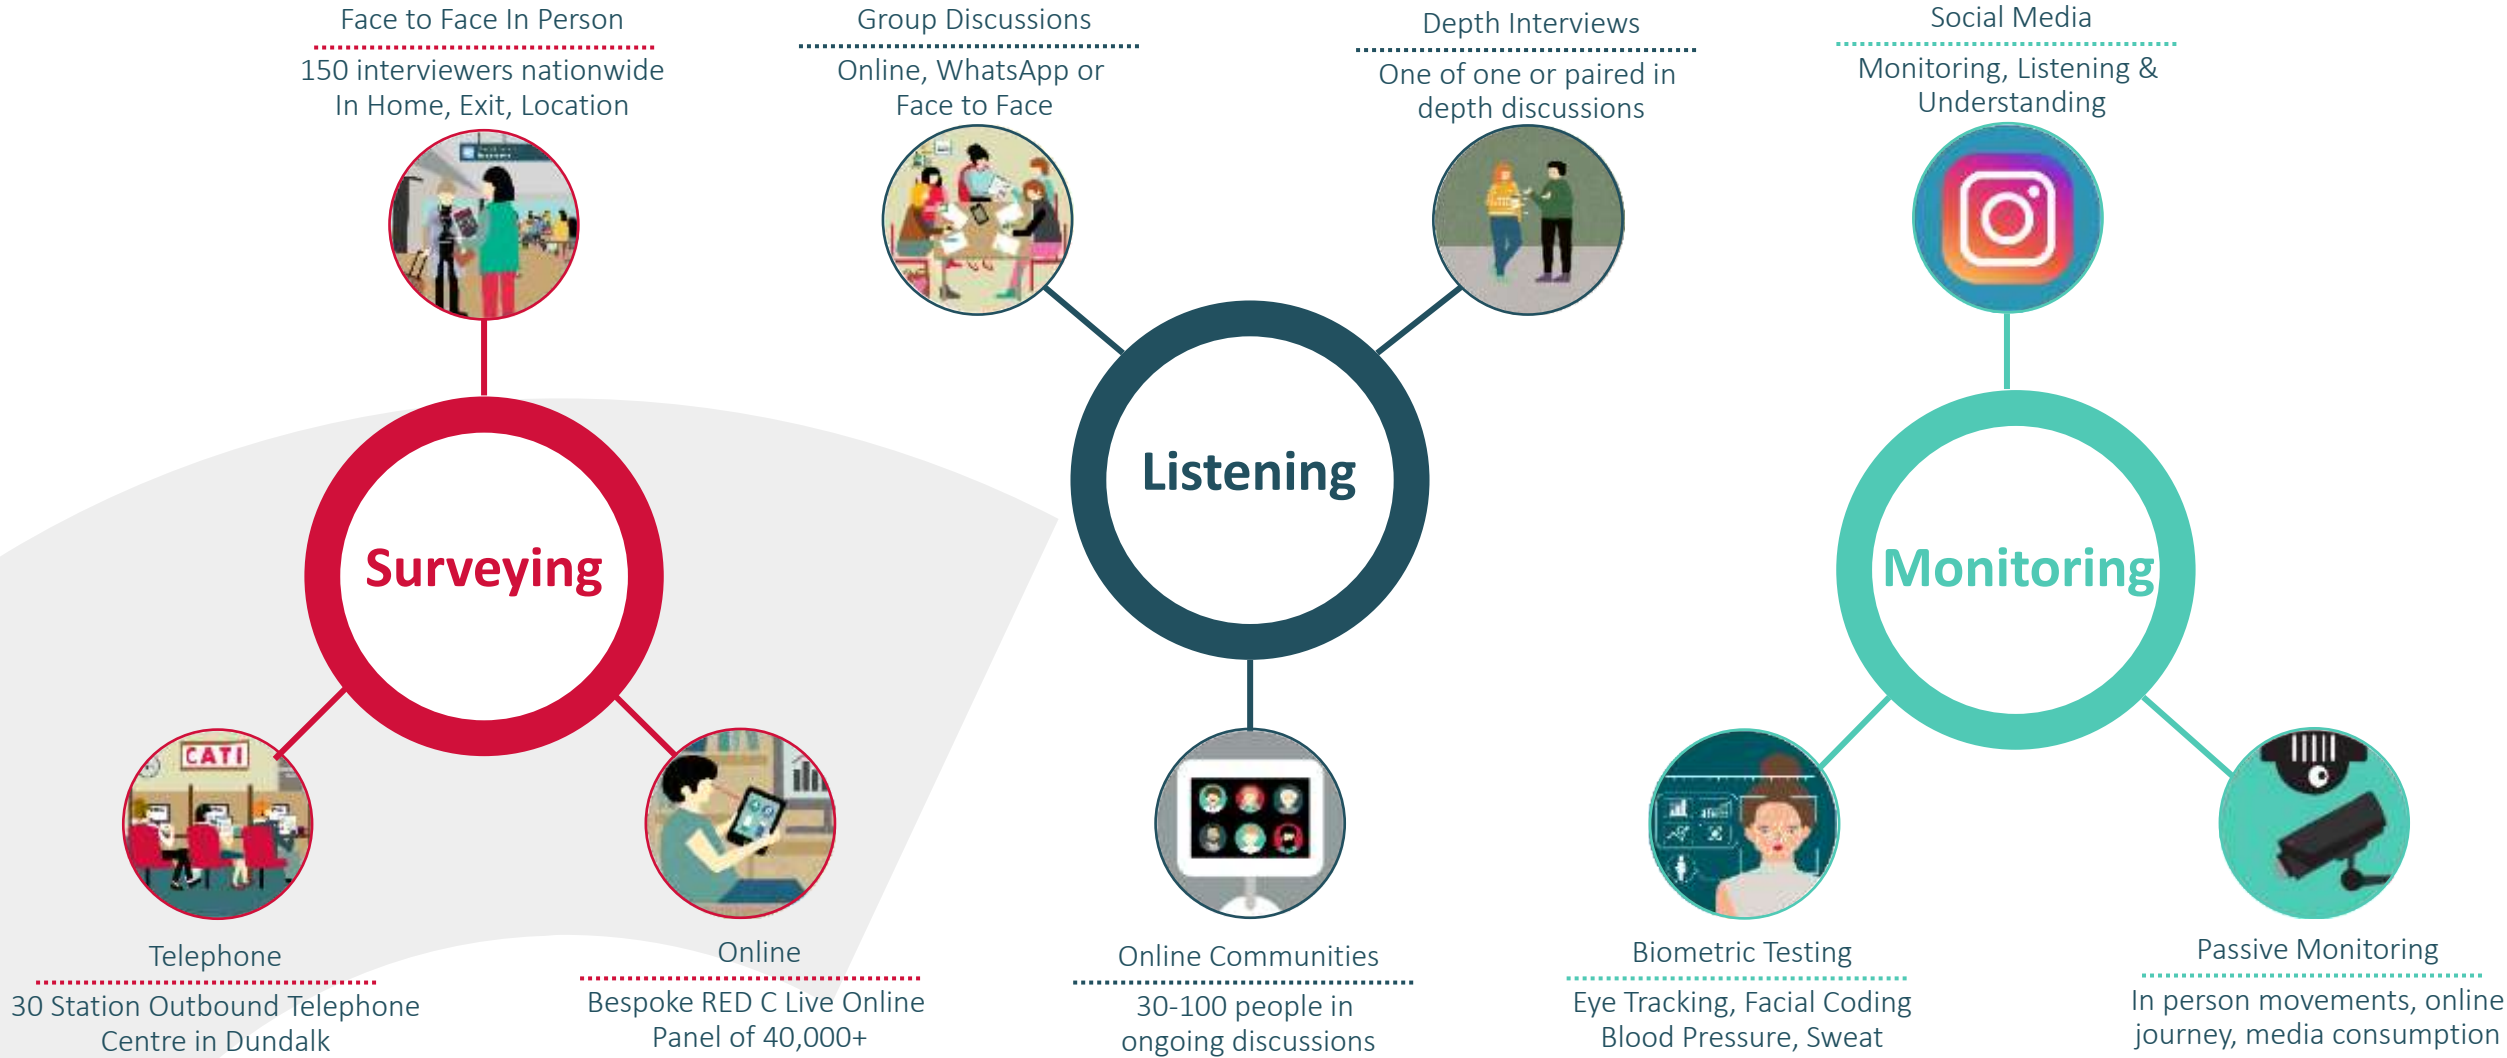 Face to Face In Person
150 interviewers nationwide
In Home, Exit, Location
Group Discussions
Online, WhatsApp or
Face to Face
Depth Interviews
One of one or paired in
depth discussions
Social Media
Monitoring, Listening &
Understanding
Surveying
Listening
Monitoring
CATI
Telephone
30 Station Outbound Telephone
Centre in Dundalk
Online
Bespoke RED C Live Online
Panel of 40,000+
Online Communities
30-100 people in
ongoing discussions
Biometric Testing
Eye Tracking, Facial Coding
Blood Pressure, Sweat
Passive Monitoring
In person movements, online
journey, media consumption